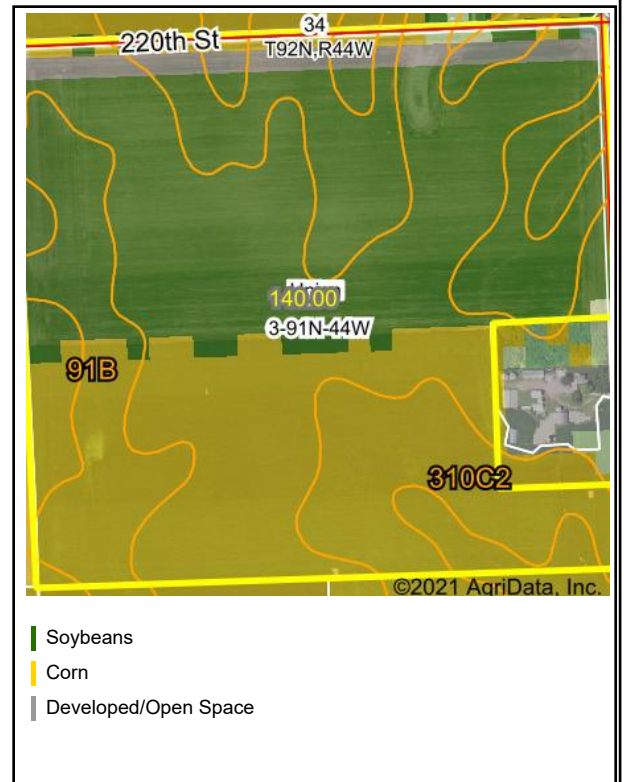 34
220th St
T92N,R44W
140.00
3-91N-44W
91B
310C2
©2021 AgriData, Inc.
Soybeans
Corn
Developed/Open Space